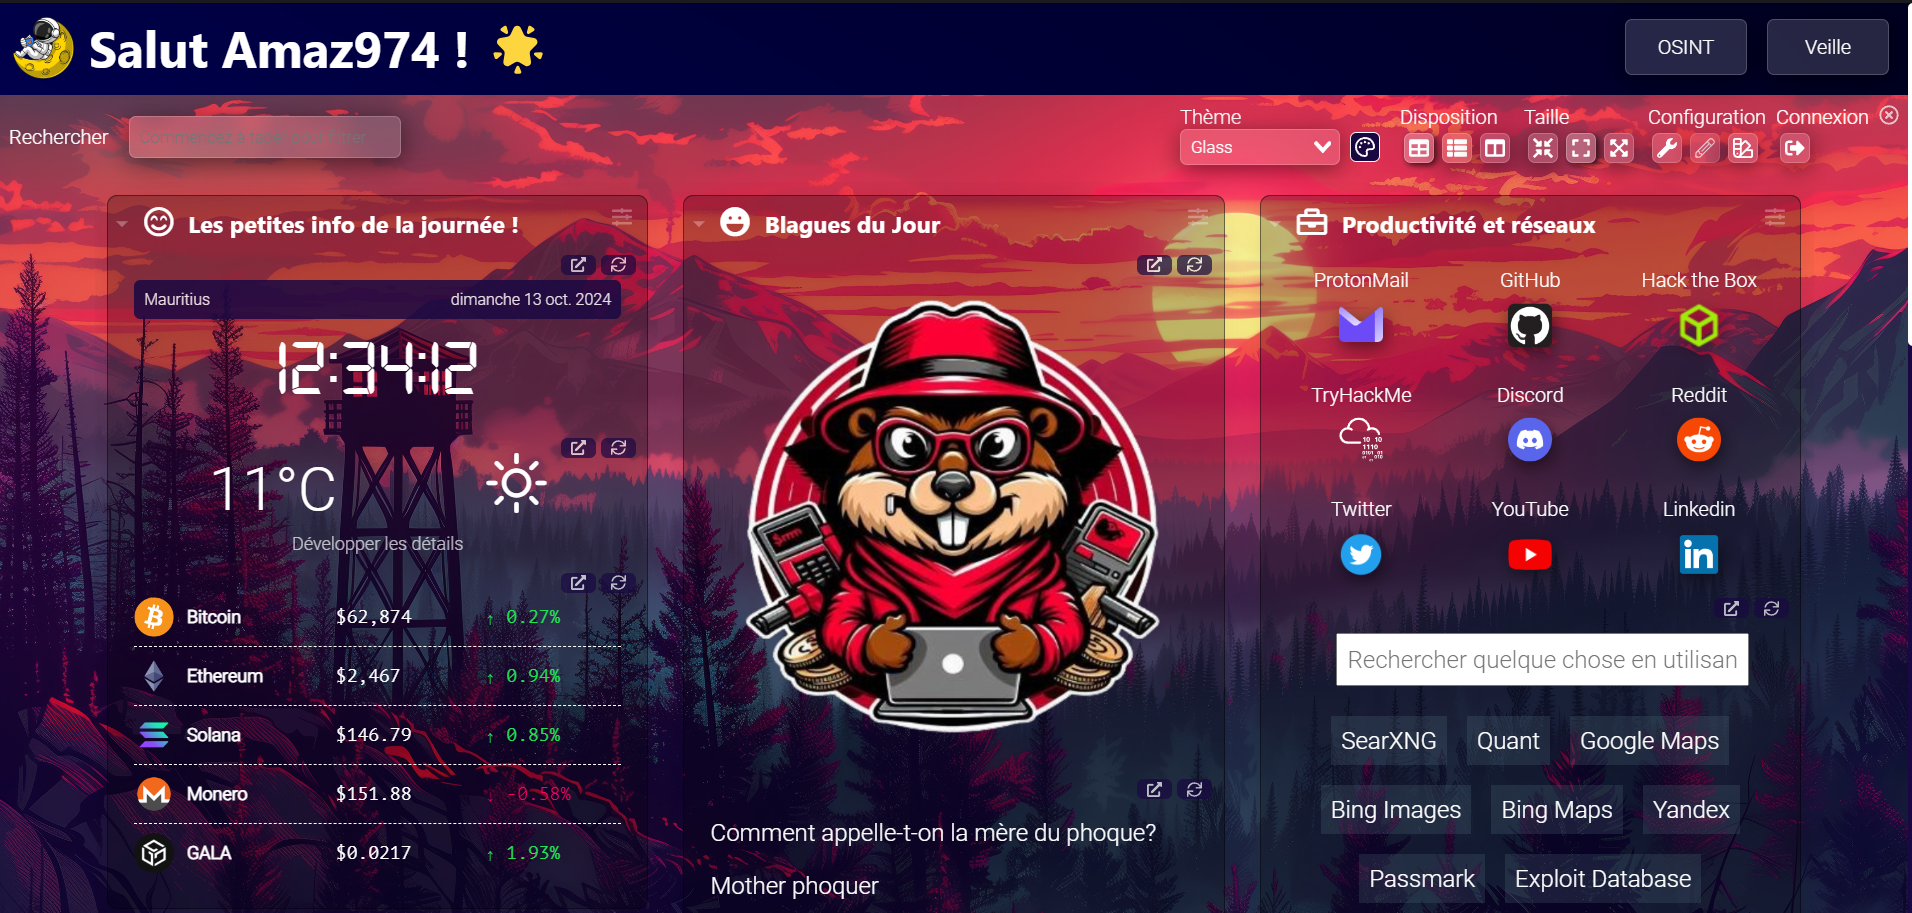 Salut Amaz974 !
OSINT
Veille
Rechercher
Commencez à taper pour filtrer
Thème
Glass
Disposition
Taille
Configuration
Connexion
Les petites info de la journée !
Mauritius
dimanche 13 oct. 2024
12:34:12
11°C
Développer les détails
Bitcoin $62,874 ↑ 0.27%
Ethereum $2,467 ↑ 0.94%
Solana $146.79 ↑ 0.85%
Monero $151.88 ↓ -0.58%
GALA $0.0217 ↑ 1.93%
Blagues du Jour
Comment appelle-t-on la mère du phoque?
Mother phoquer
Productivité et réseaux
ProtonMail GitHub Hack the Box
TryHackMe Discord Reddit
Twitter YouTube Linkedin
Rechercher quelque chose en utilisan
SearXNG Quant Google Maps
Bing Images Bing Maps Yandex
Passmark Exploit Database